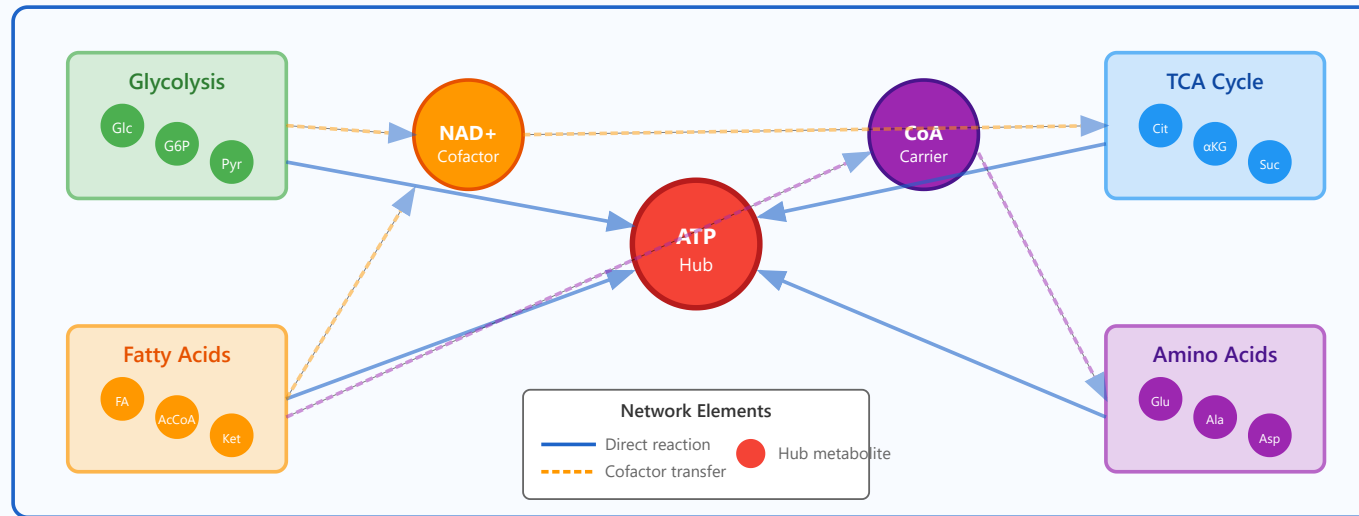 Glycolysis
Glc
G6P
Pyr
NAD+
Cofactor
CoA
Carrier
TCA Cycle
Cit
αKG
Suc
ATP
Hub
Fatty Acids
FA
AcCoA
Ket
Amino Acids
Glu
Ala
Asp
Network Elements
Direct reaction
Hub metabolite
Cofactor transfer